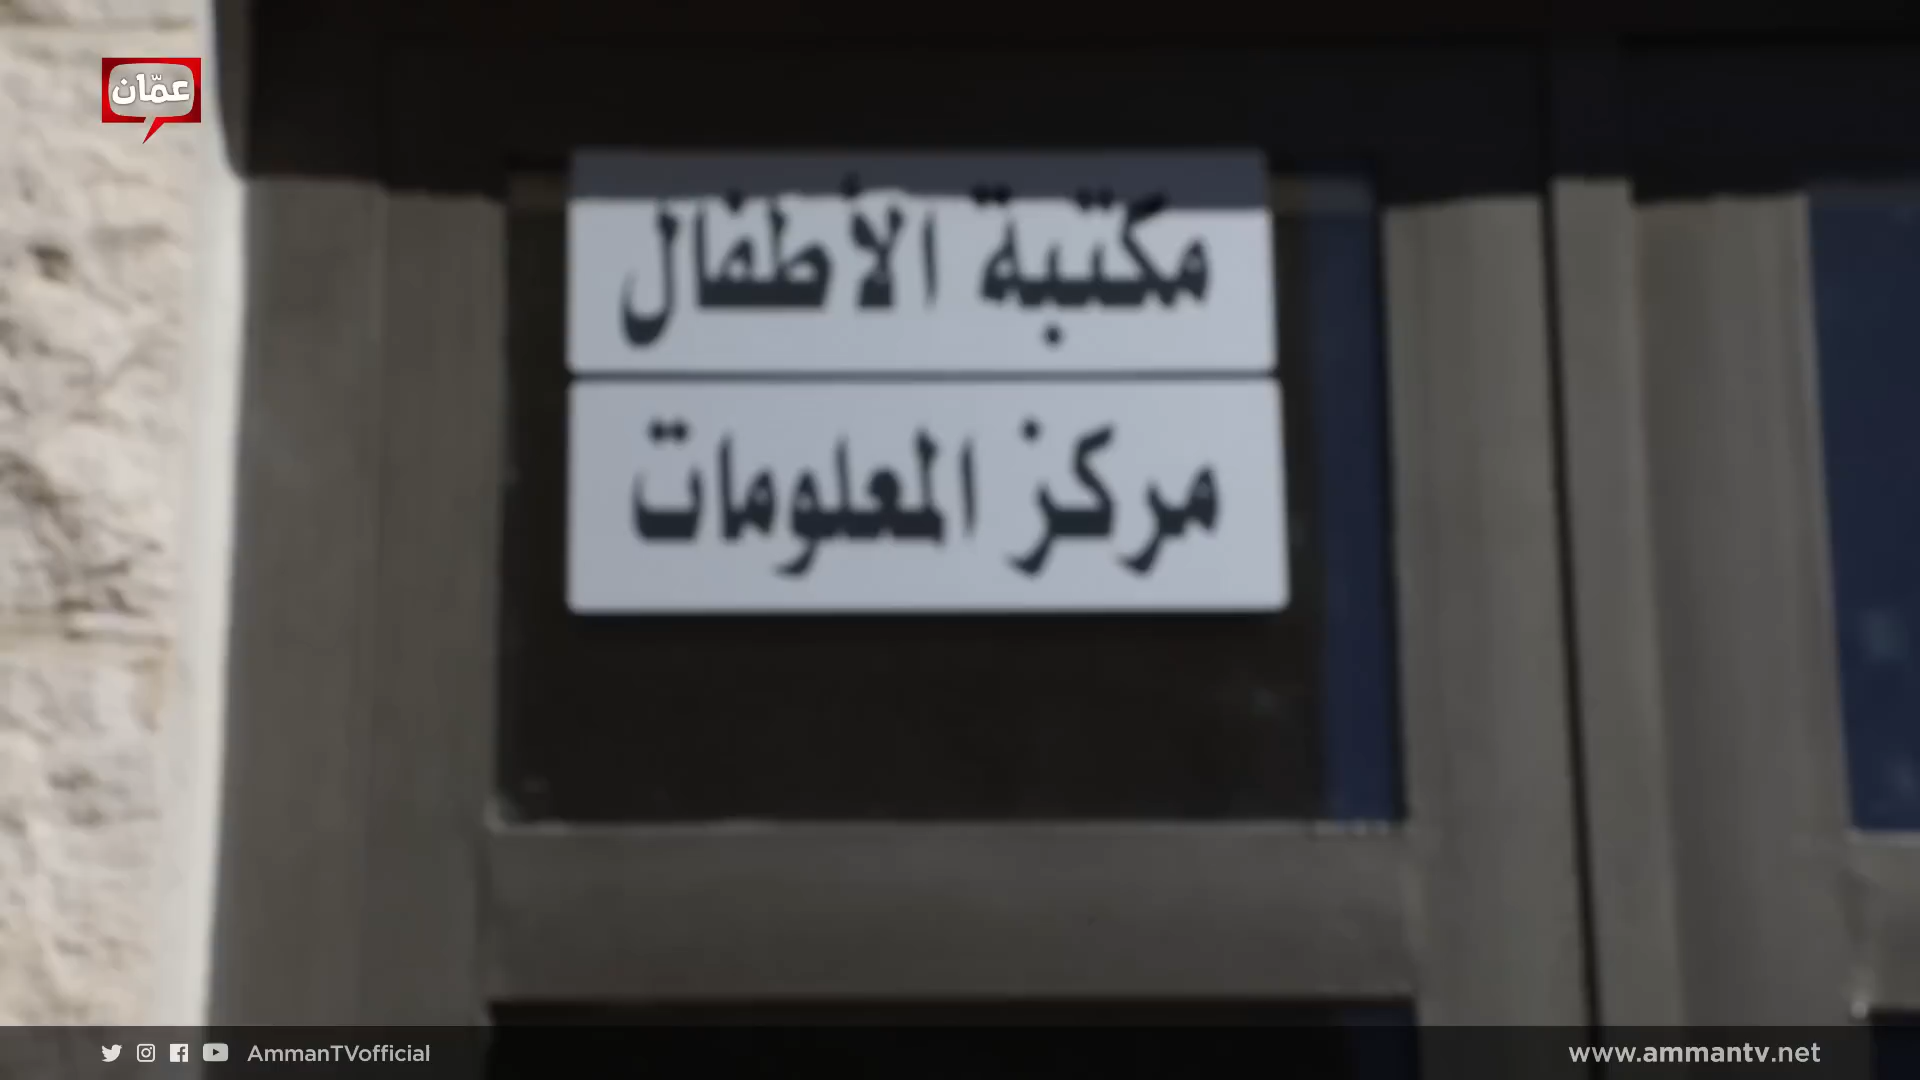 عمّان
مكتبة الأطفال
مركز المعلومات
AmmanTVofficial
www.ammantv.net